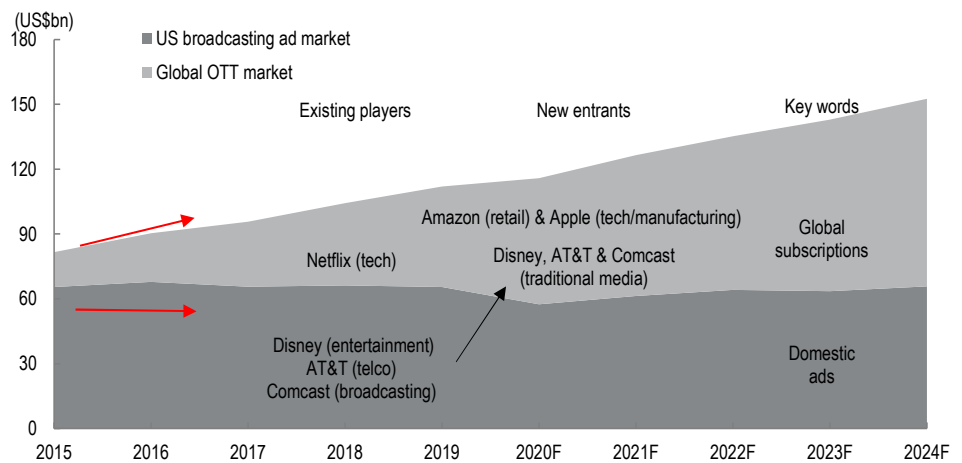 (US$bn)
180
150
120
90
60
30
0
US broadcasting ad market
Global OTT market
Existing players
New entrants
Key words
Amazon (retail) & Apple (tech/manufacturing)
Netflix (tech)
Disney, AT&T & Comcast
(traditional media)
Global
subscriptions
Disney (entertainment)
AT&T (telco)
Comcast (broadcasting)
Domestic
ads
2015 2016 2017 2018 2019 2020F 2021F 2022F 2023F 2024F